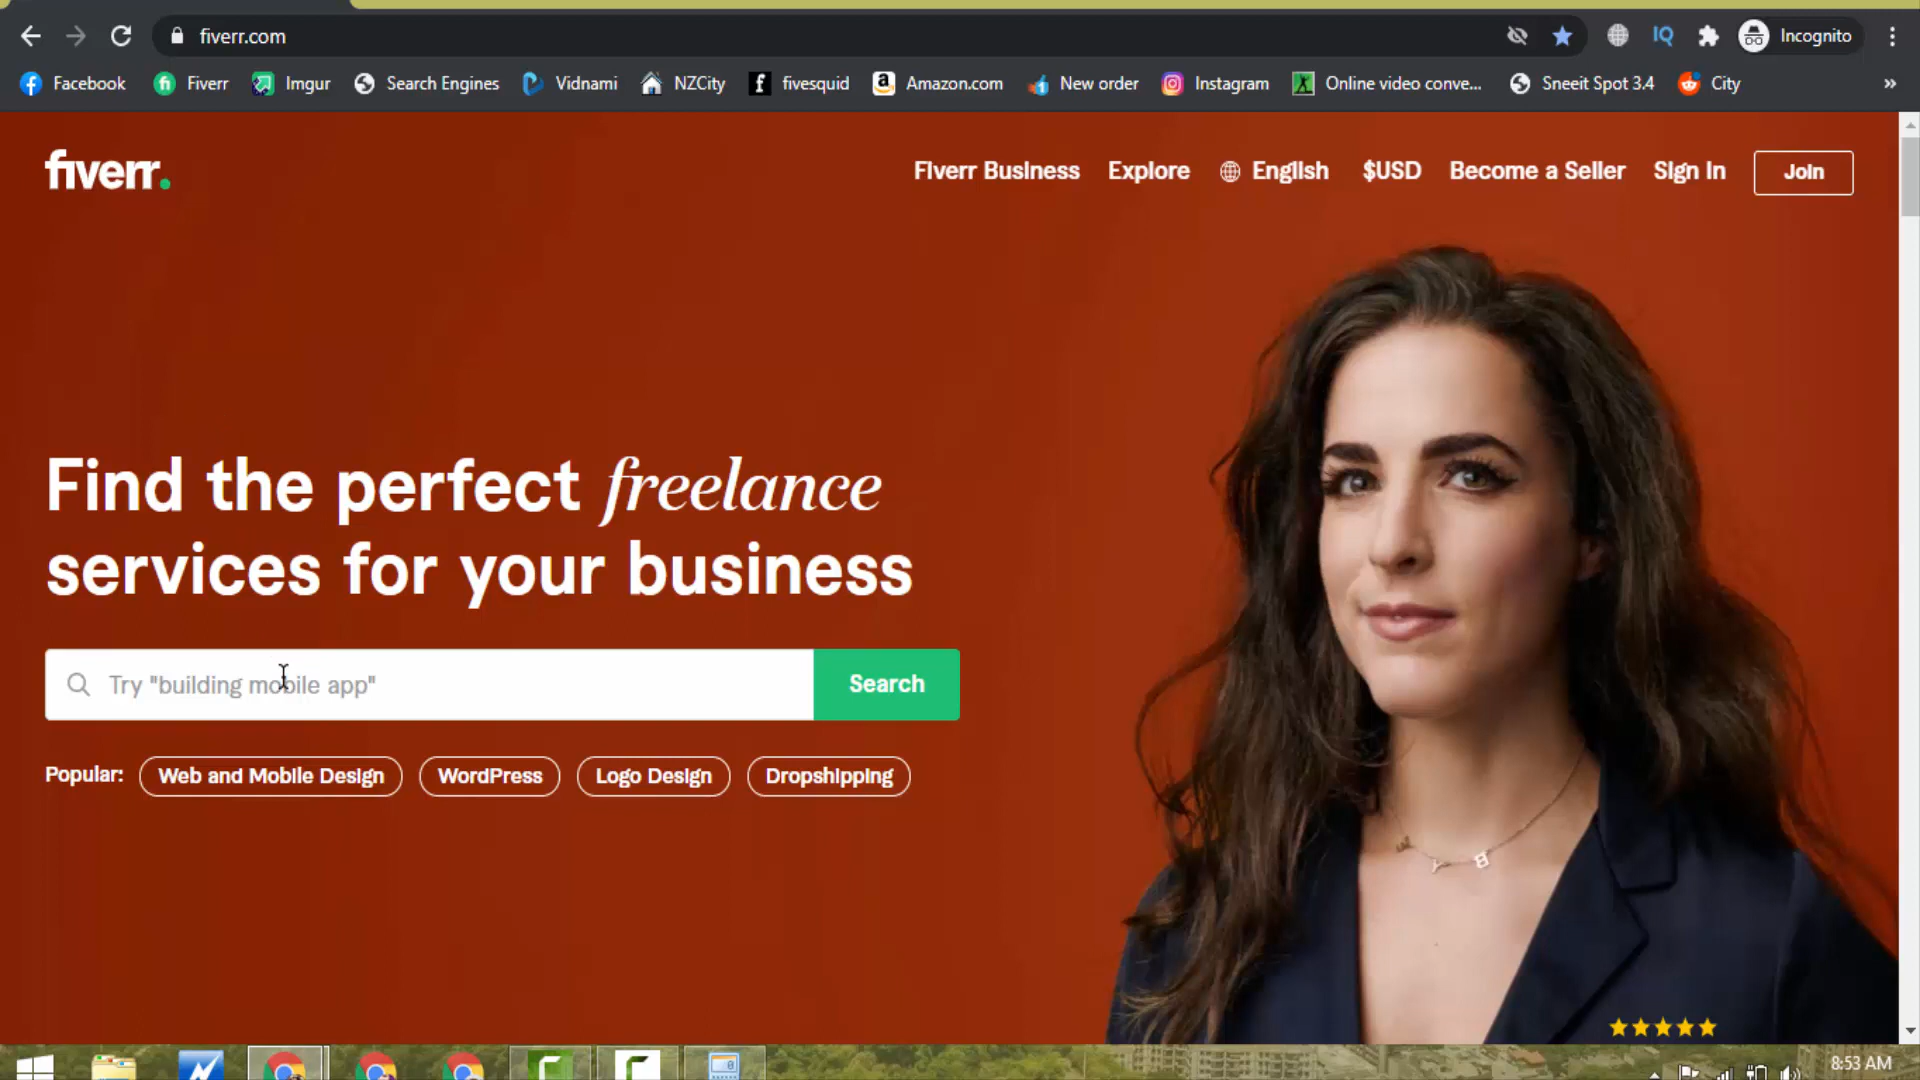 fiverr.com
IQ
Incognito
Facebook
Fiverr
Imgur
Search Engines
Vidnami
NZCity
fivesquid
Amazon.com
New order
Instagram
Online video conve...
Sneeit Spot 3.4
City
»
fiverr.
Fiverr Business
Explore
English
$USD
Become a Seller
Sign In
Join
Find the perfect freelance
services for your business
Try "building mobile app"
Search
Popular:
Web and Mobile Design
WordPress
Logo Design
Dropshipping
8:53 AM